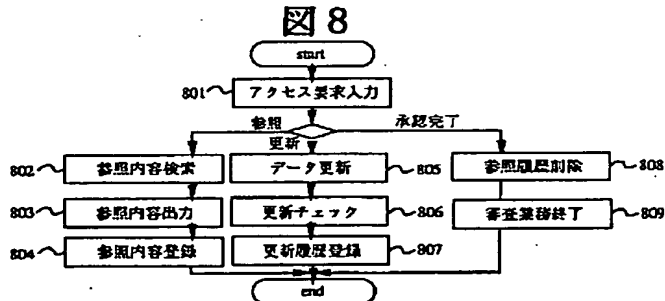 図8
start
801 アクセス要求入力
参照 更新 承認完了
802 参照内容検索 データ更新 805 参照履歴削除 808
803 参照内容出力 更新チェック 806 審査業務終了 809
804 参照内容登録 更新履歴登録 807
end